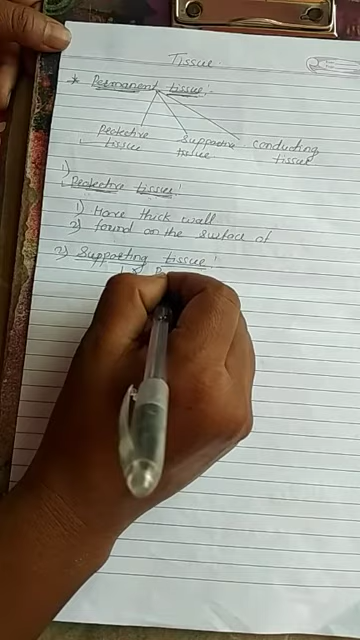 Tissue.
* Permanent tissue:-
Protective tissue
Supportive tissue
conducting tissue
1) Protective tissue:
1) Have thick wall
2) found on the surface of
2) Supporting tissue: